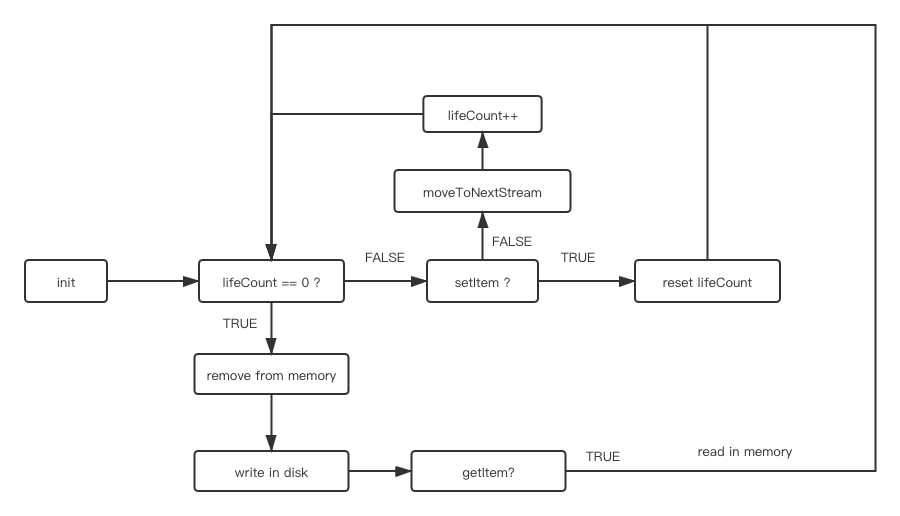 lifeCount++
moveToNextStream
FALSE
FALSE
TRUE
init
lifeCount == 0 ?
setItem ?
reset lifeCount
TRUE
remove from memory
write in disk
getItem?
TRUE
read in memory